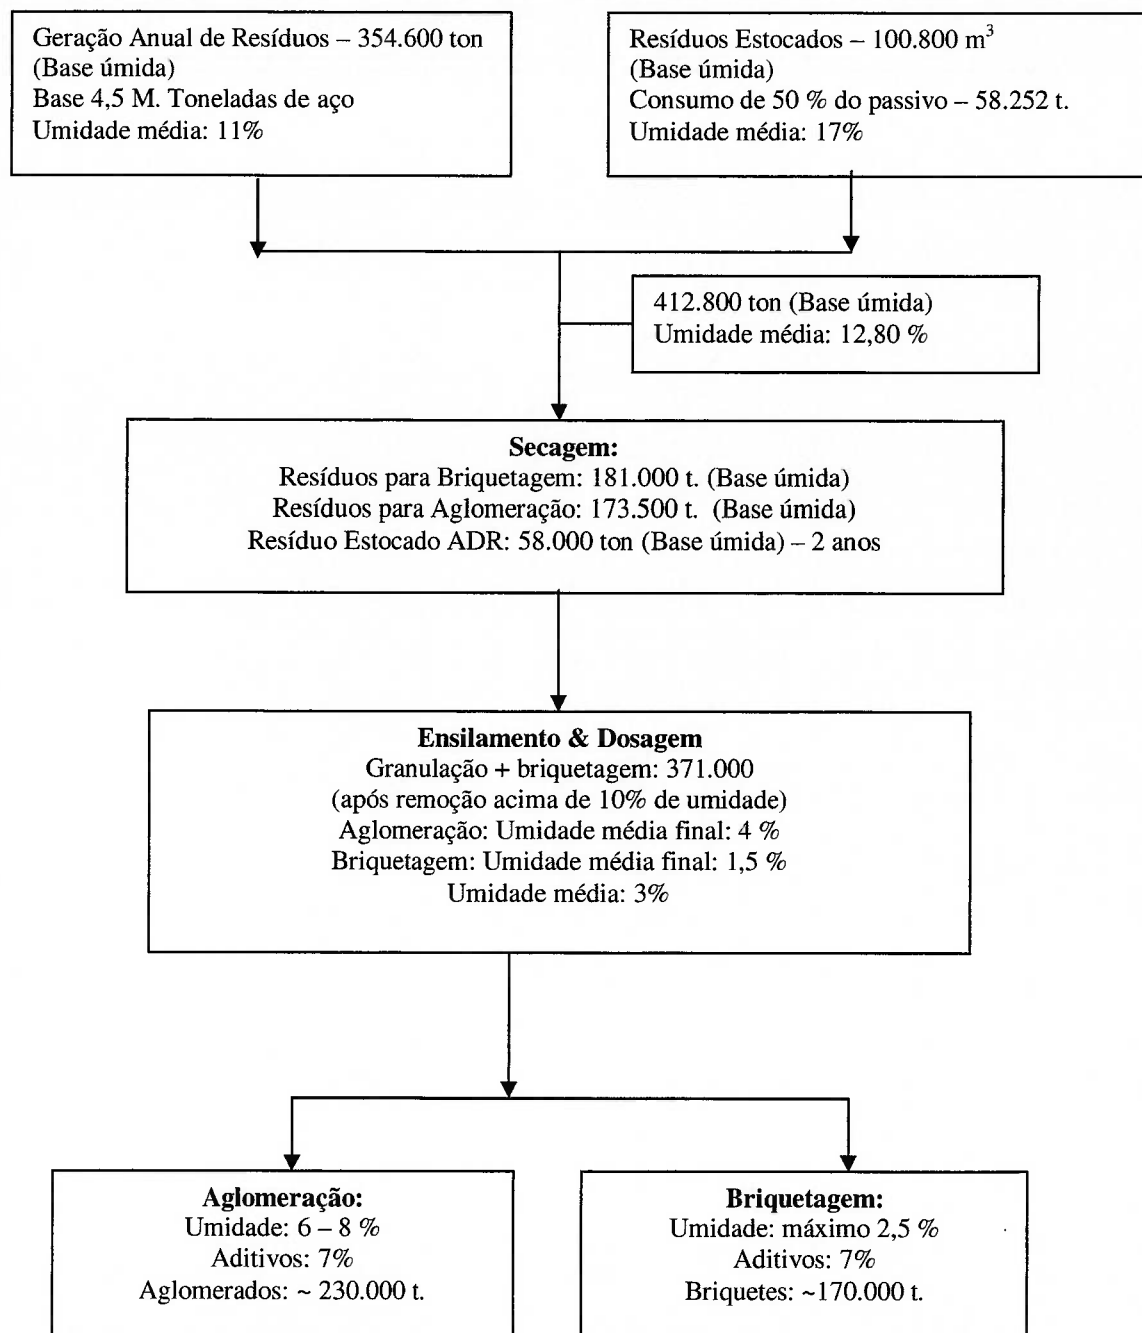 Geração Anual de Resíduos – 354.600 ton
(Base úmida)
Base 4,5 M. Toneladas de aço
Umidade média: 11%
Resíduos Estocados – 100.800 m³
(Base úmida)
Consumo de 50 % do passivo – 58.252 t.
Umidade média: 17%
412.800 ton (Base úmida)
Umidade média: 12,80 %
Secagem:
Resíduos para Briquetagem: 181.000 t. (Base úmida)
Resíduos para Aglomeração: 173.500 t. (Base úmida)
Resíduo Estocado ADR: 58.000 ton (Base úmida) – 2 anos
Ensilamento & Dosagem
Granulação + briquetagem: 371.000
(após remoção acima de 10% de umidade)
Aglomeração: Umidade média final: 4 %
Briquetagem: Umidade média final: 1,5 %
Umidade média: 3%
Aglomeração:
Umidade: 6 – 8 %
Aditivos: 7%
Aglomerados: ~ 230.000 t.
Briquetagem:
Umidade: máximo 2,5 %
Aditivos: 7%
Briquetes: ~170.000 t.